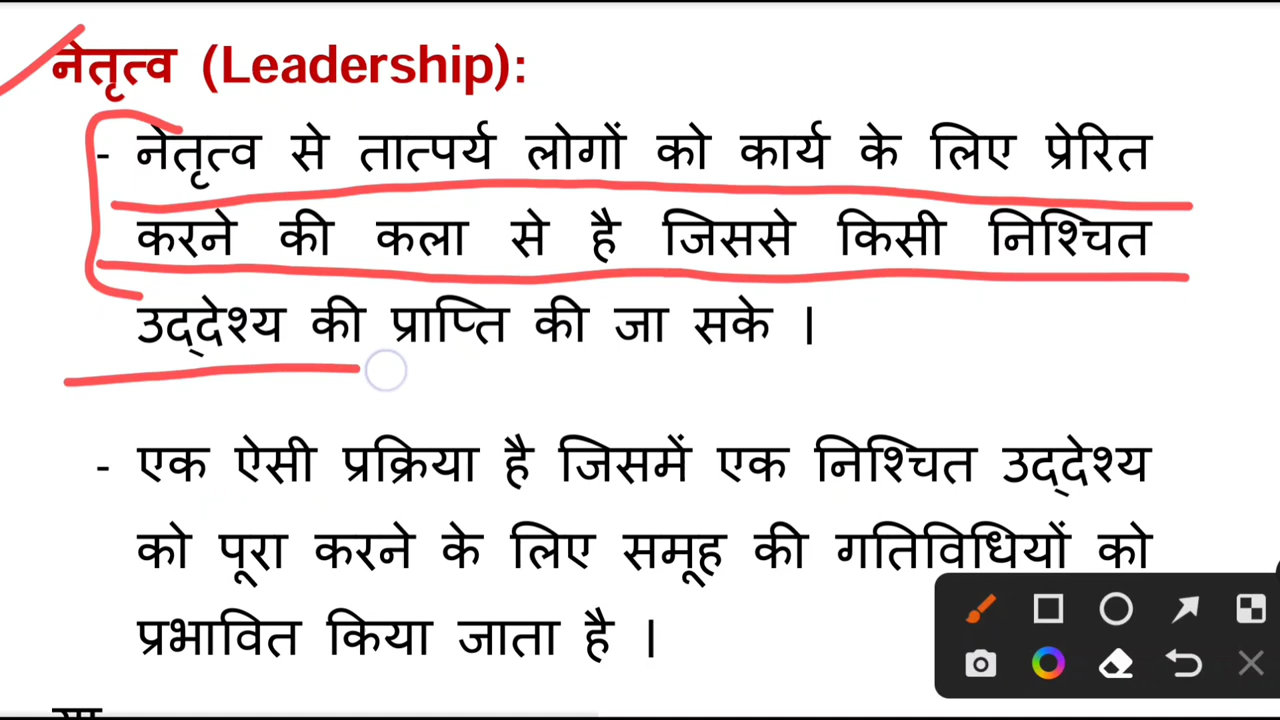 नेतृत्व (Leadership):
- नेतृत्व से तात्पर्य लोगों को कार्य के लिए प्रेरित
करने की कला से है जिससे किसी निश्चित
उद्देश्य की प्राप्ति की जा सके ।
- एक ऐसी प्रक्रिया है जिसमें एक निश्चित उद्देश्य
को पूरा करने के लिए समूह की गतिविधियों को
प्रभावित किया जाता है ।